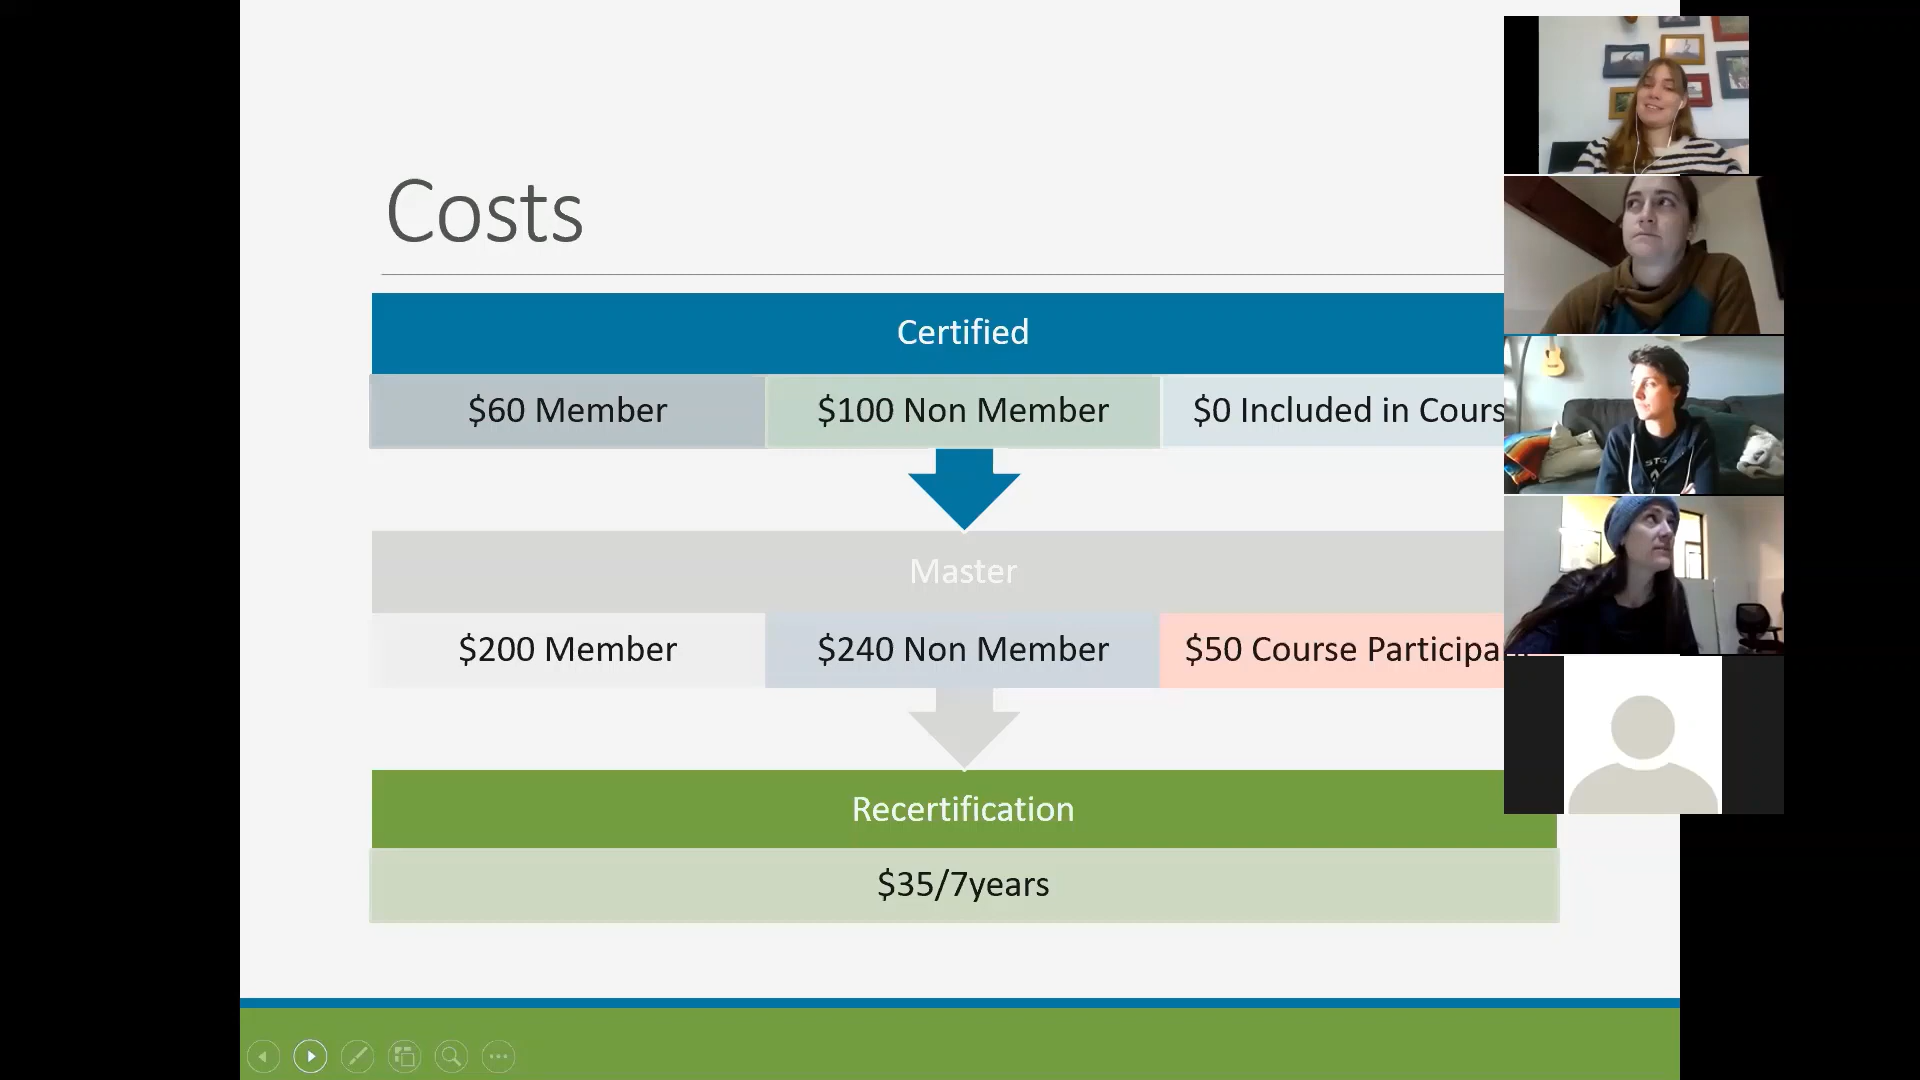 Costs
Certified
$60 Member
$100 Non Member
$0 Included in Cours
Master
$200 Member
$240 Non Member
$50 Course Participa
Recertification
$35/7years